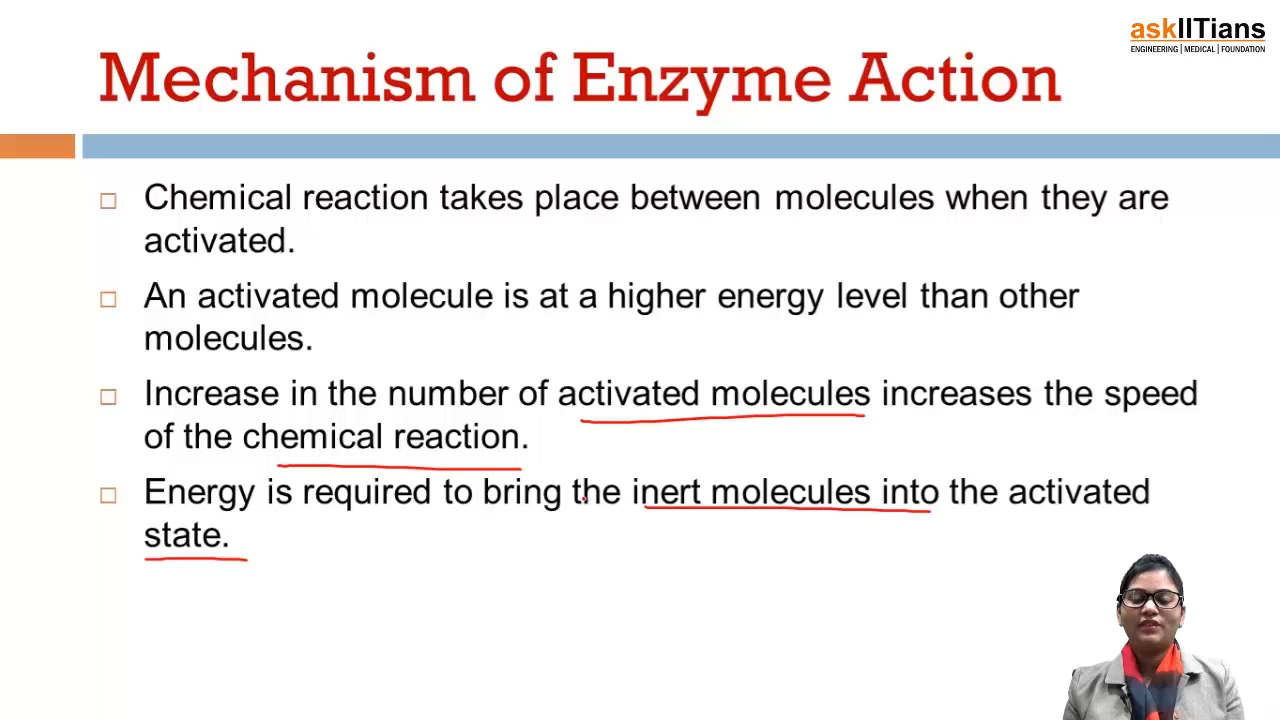 askIITians
ENGINEERING | MEDICAL | FOUNDATION
Mechanism of Enzyme Action
Chemical reaction takes place between molecules when they are
activated.
An activated molecule is at a higher energy level than other
molecules.
Increase in the number of activated molecules increases the speed
of the chemical reaction.
Energy is required to bring the inert molecules into the activated
state.